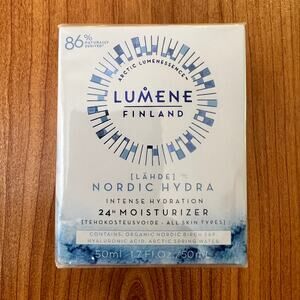 86% NATURALLY DERIVED
ARCTIC LUMENESSENCE™
LUMENE
FINLAND
[LÄHDE]
NORDIC HYDRA
INTENSE HYDRATION
24H MOISTURIZER
[TEHOKOSTEUSVOIDE - ALL SKIN TYPES]
CONTAINS: ORGANIC NORDIC BIRCH SAP,
HYALURONIC ACID, ARCTIC SPRING WATER
50ml 1.7 Fl.Oz / 50mL